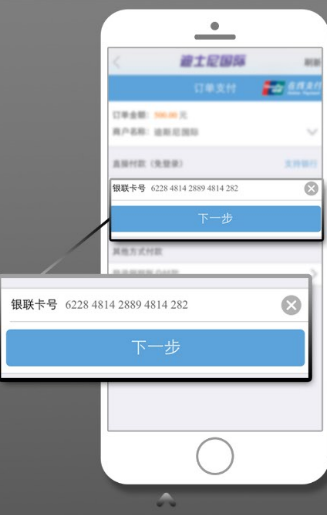 迪士尼国际
刷新
订单支付
在线支付
订单金额：500.00 元
商户名称：迪斯尼国际
直接付款（免登录）
支持银行
银联卡号 6228 4814 2889 4814 282
下一步
其他方式付款
银联卡号 6228 4814 2889 4814 282
下一步